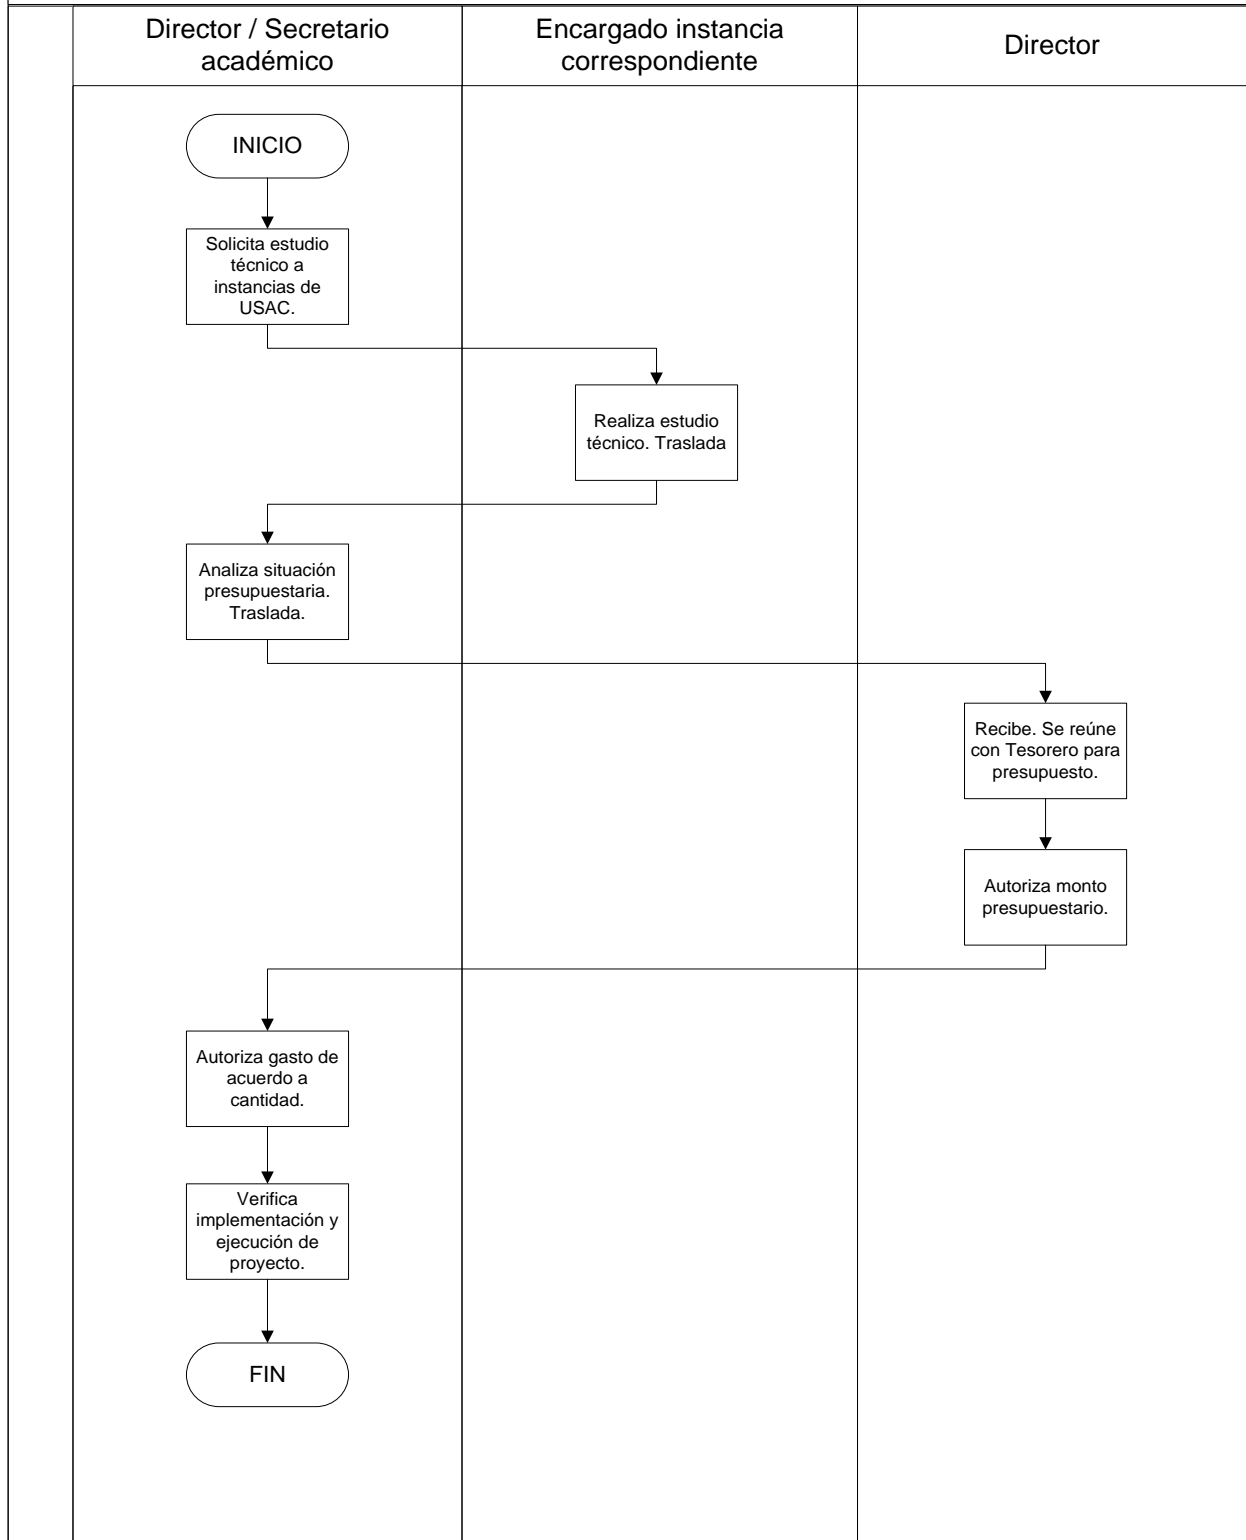 Director / Secretario
académico
Encargado instancia
correspondiente
Director
INICIO
Solicita estudio
técnico a
instancias de
USAC.
Realiza estudio
técnico. Traslada
Analiza situación
presupuestaria.
Traslada.
Recibe. Se reúne
con Tesorero para
presupuesto.
Autoriza monto
presupuestario.
Autoriza gasto de
acuerdo a
cantidad.
Verifica
implementación y
ejecución de
proyecto.
FIN